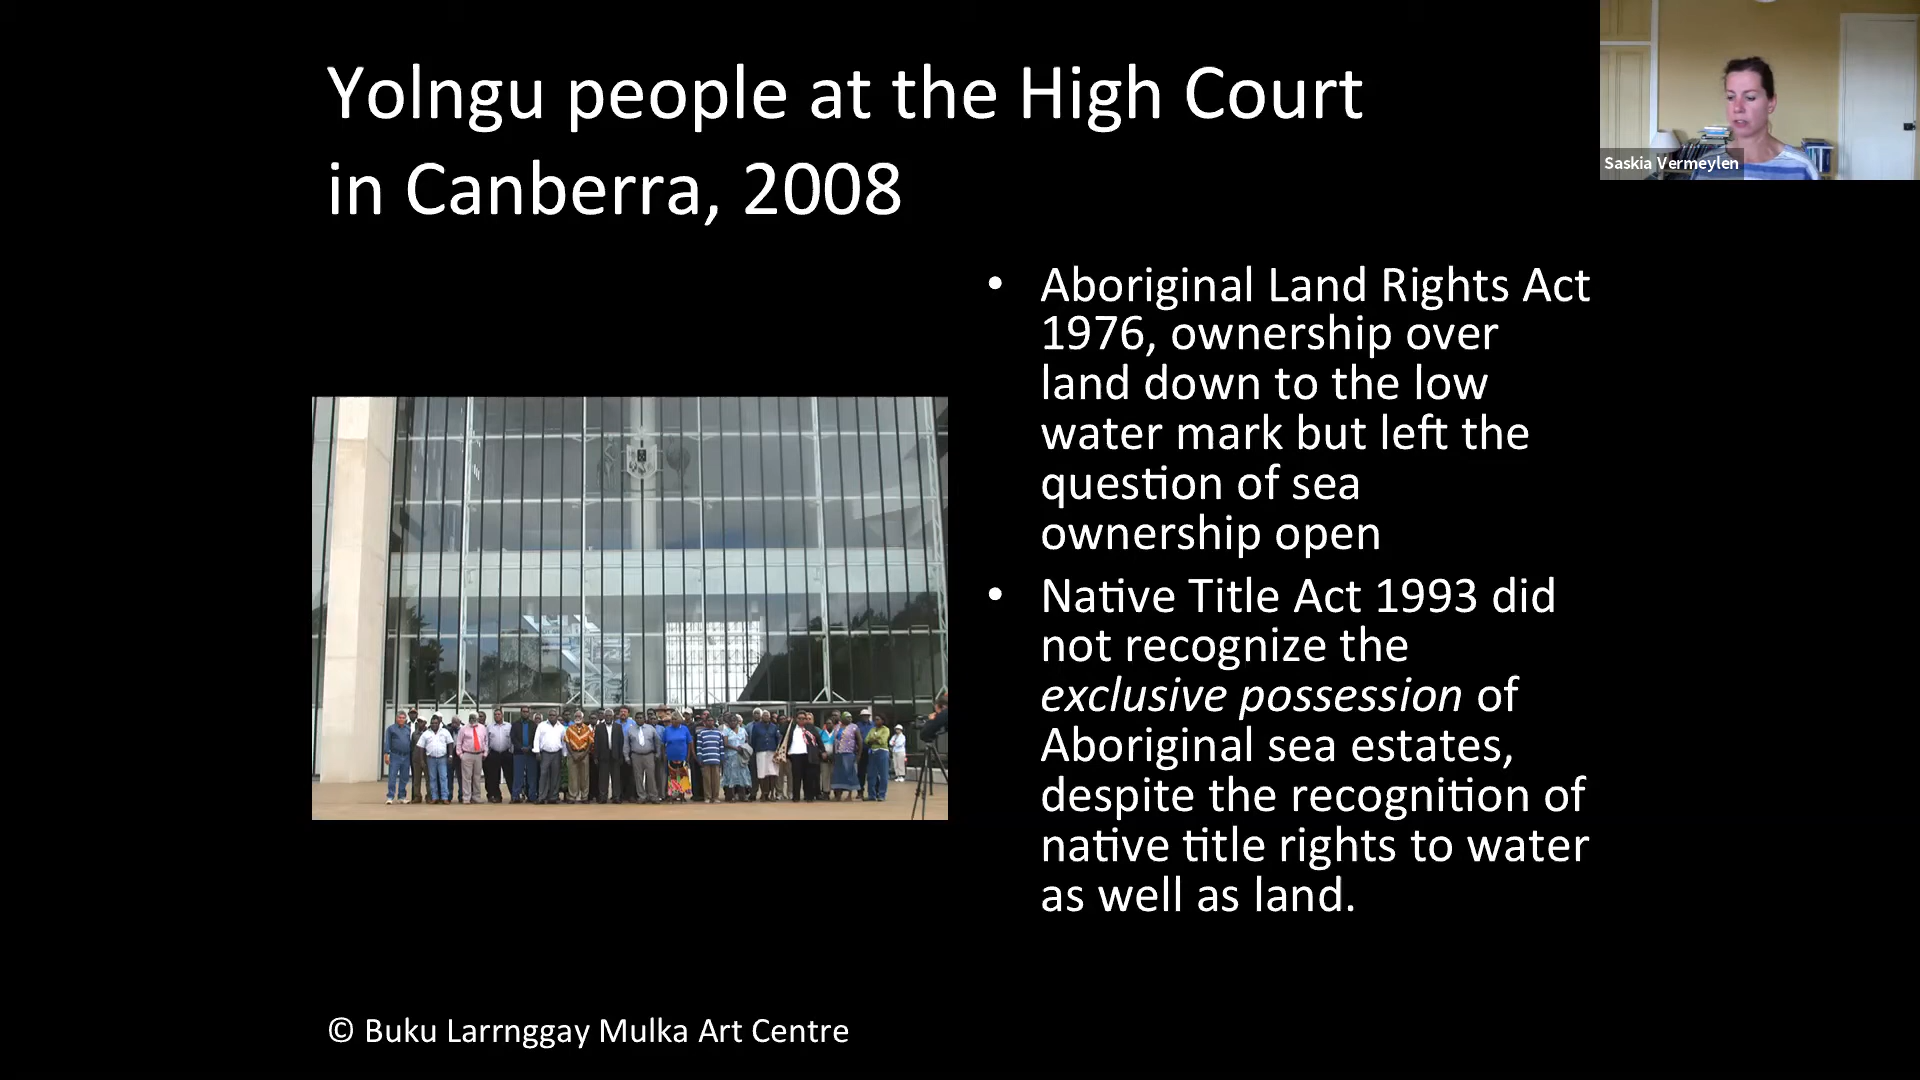 Yolngu people at the High Court
in Canberra, 2008
Saskia Vermeylen
• Aboriginal Land Rights Act
1976, ownership over
land down to the low
water mark but left the
question of sea
ownership open
• Native Title Act 1993 did
not recognize the
exclusive possession of
Aboriginal sea estates,
despite the recognition of
native title rights to water
as well as land.
© Buku Larrnggay Mulka Art Centre